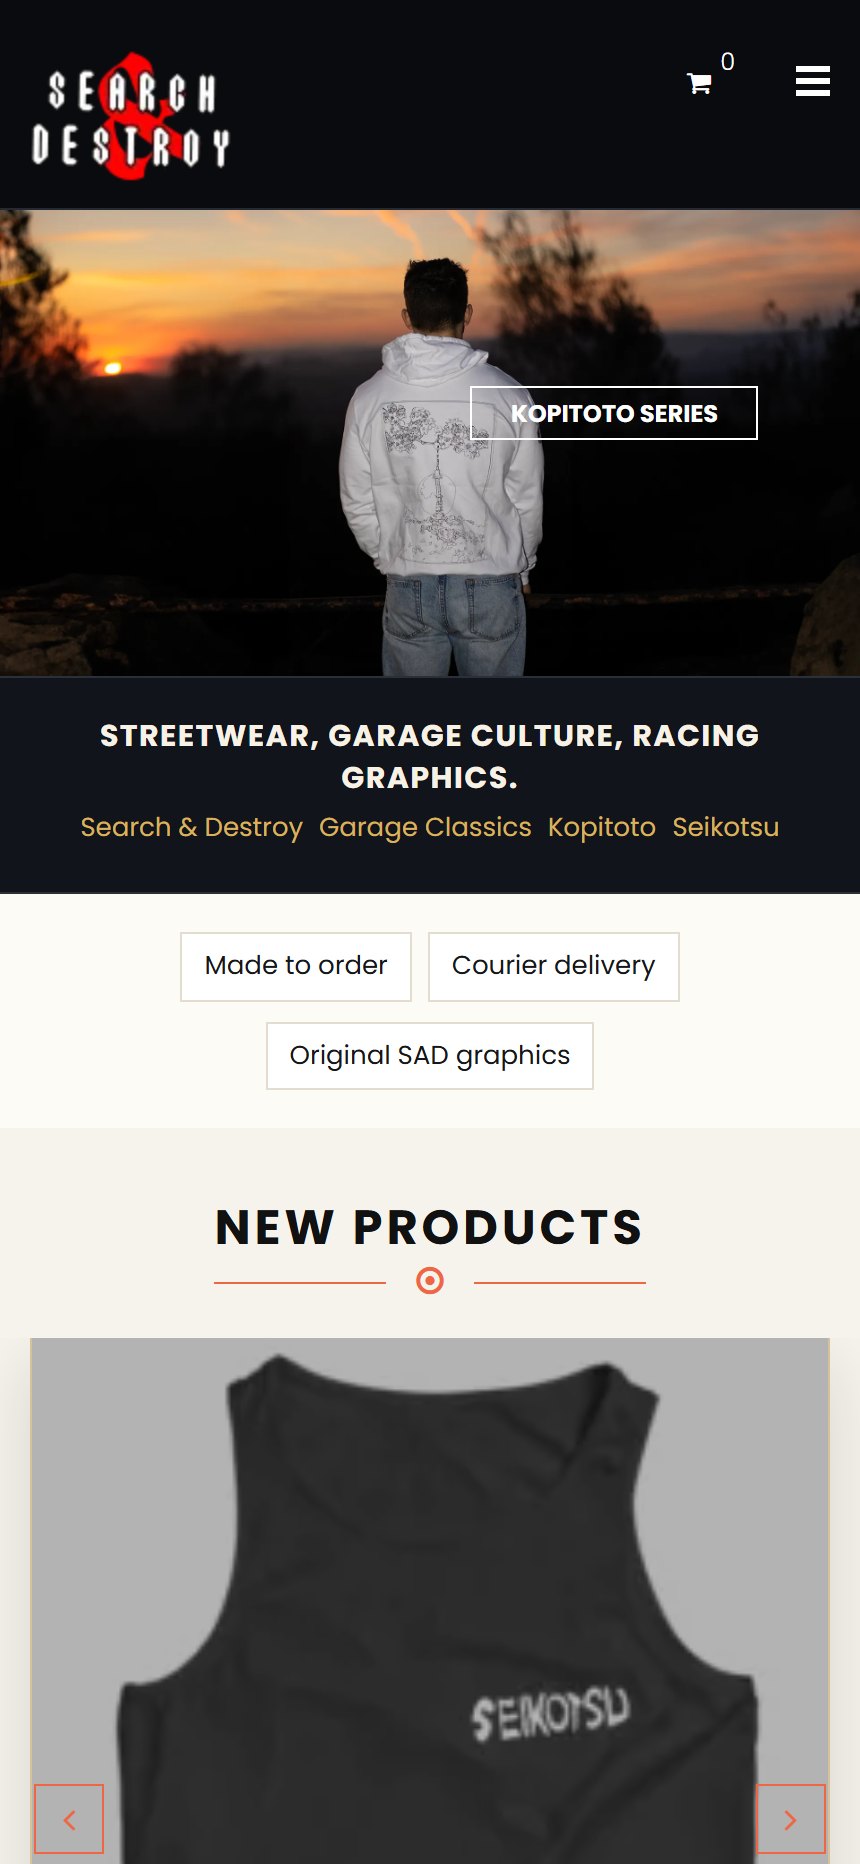 SEARCH
&
DESTROY
0
KOPITOTO SERIES
STREETWEAR, GARAGE CULTURE, RACING
GRAPHICS.
Search & Destroy Garage Classics Kopitoto Seikotsu
Made to order
Courier delivery
Original SAD graphics
NEW PRODUCTS
SEIKOTSU